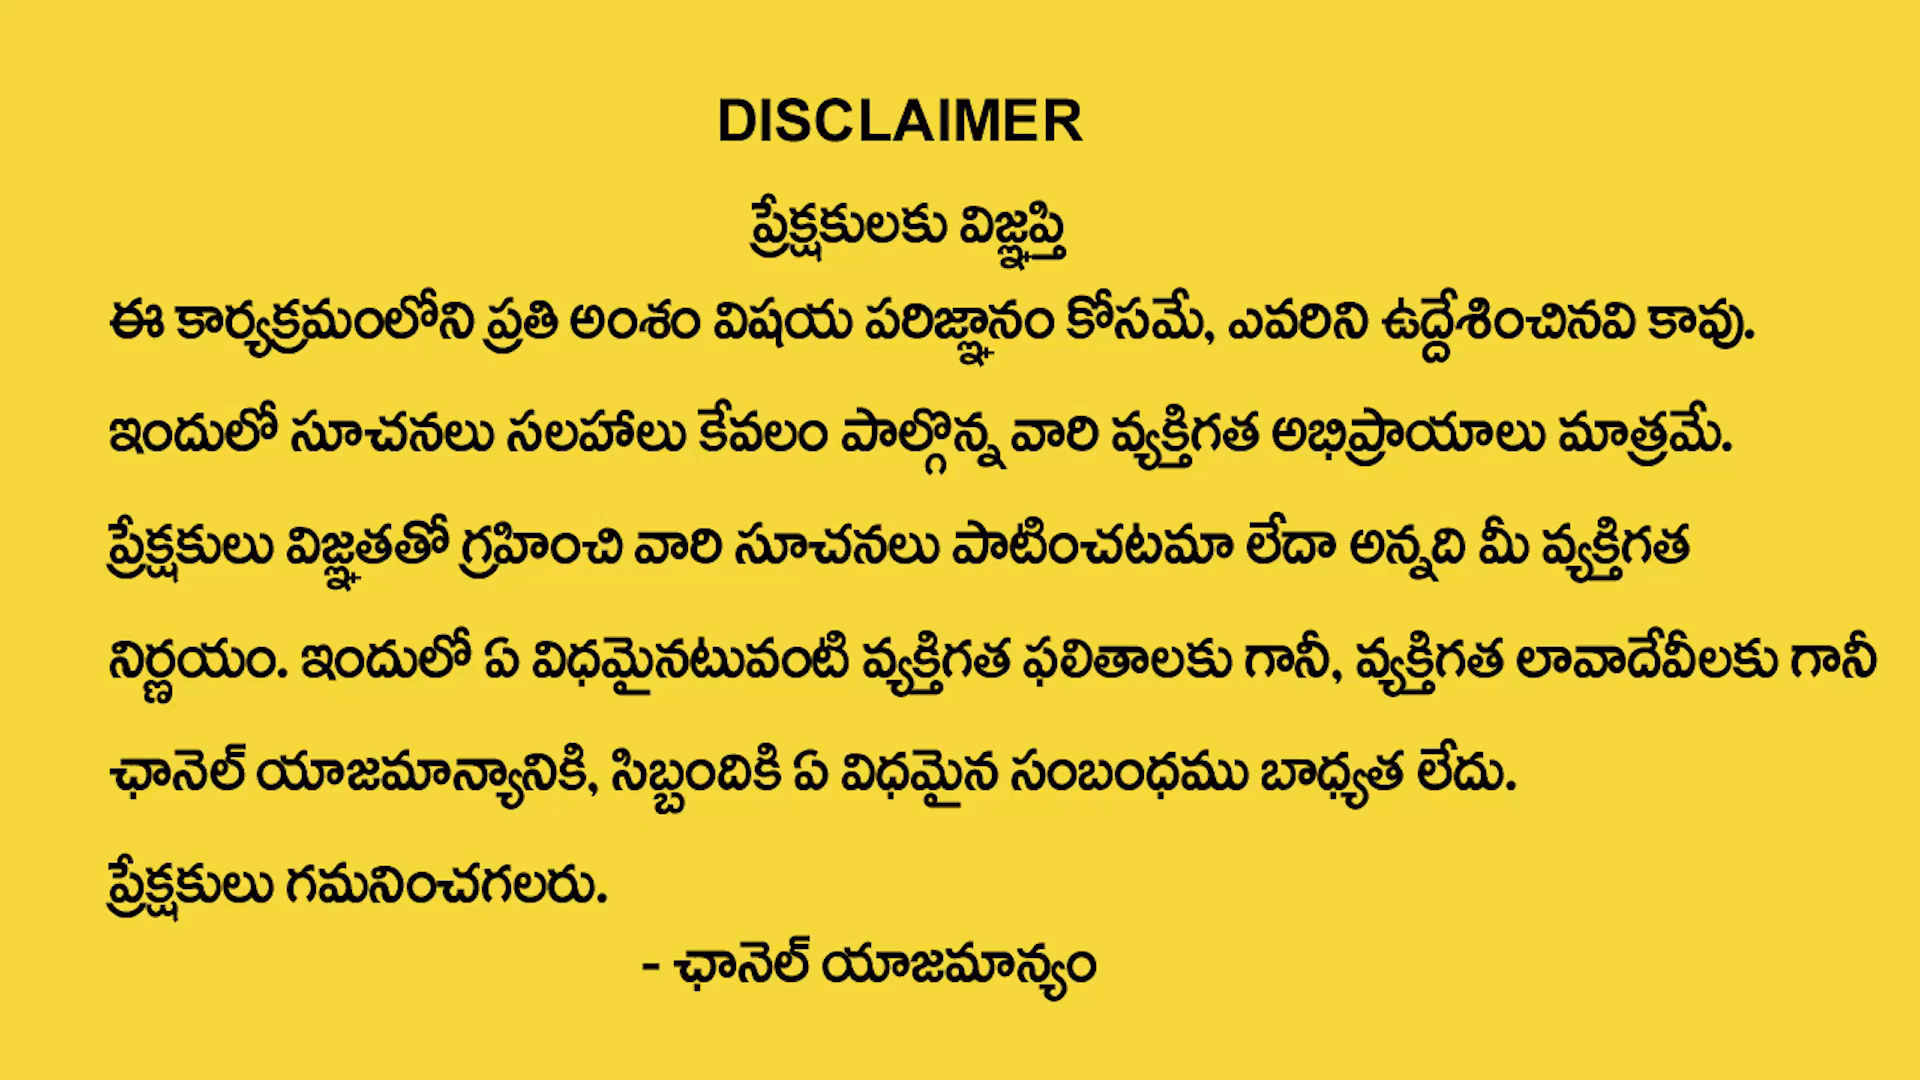 DISCLAIMER
ప్రేక్షకులకు విజ్ఞప్తి
ఈ కార్యక్రమంలోని ప్రతి అంశం విషయ పరిజ్ఞానం కోసమే, ఎవరిని ఉద్దేశించినవి కావు.
ఇందులో సూచనలు సలహాలు కేవలం పాల్గొన్న వారి వ్యక్తిగత అభిప్రాయాలు మాత్రమే.
ప్రేక్షకులు విజ్ఞతతో గ్రహించి వారి సూచనలు పాటించటమా లేదా అన్నది మీ వ్యక్తిగత
నిర్ణయం. ఇందులో ఏ విధమైనటువంటి వ్యక్తిగత ఫలితాలకు గానీ, వ్యక్తిగత లావాదేవీలకు గానీ
ఛానెల్ యాజమాన్యానికి, సిబ్బందికి ఏ విధమైన సంబంధము బాధ్యత లేదు.
ప్రేక్షకులు గమనించగలరు.
- ఛానెల్ యాజమాన్యం